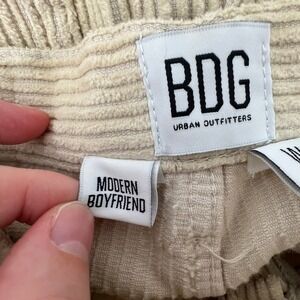 BDG
URBAN OUTFITTERS
MODERN
BOYFRIEND